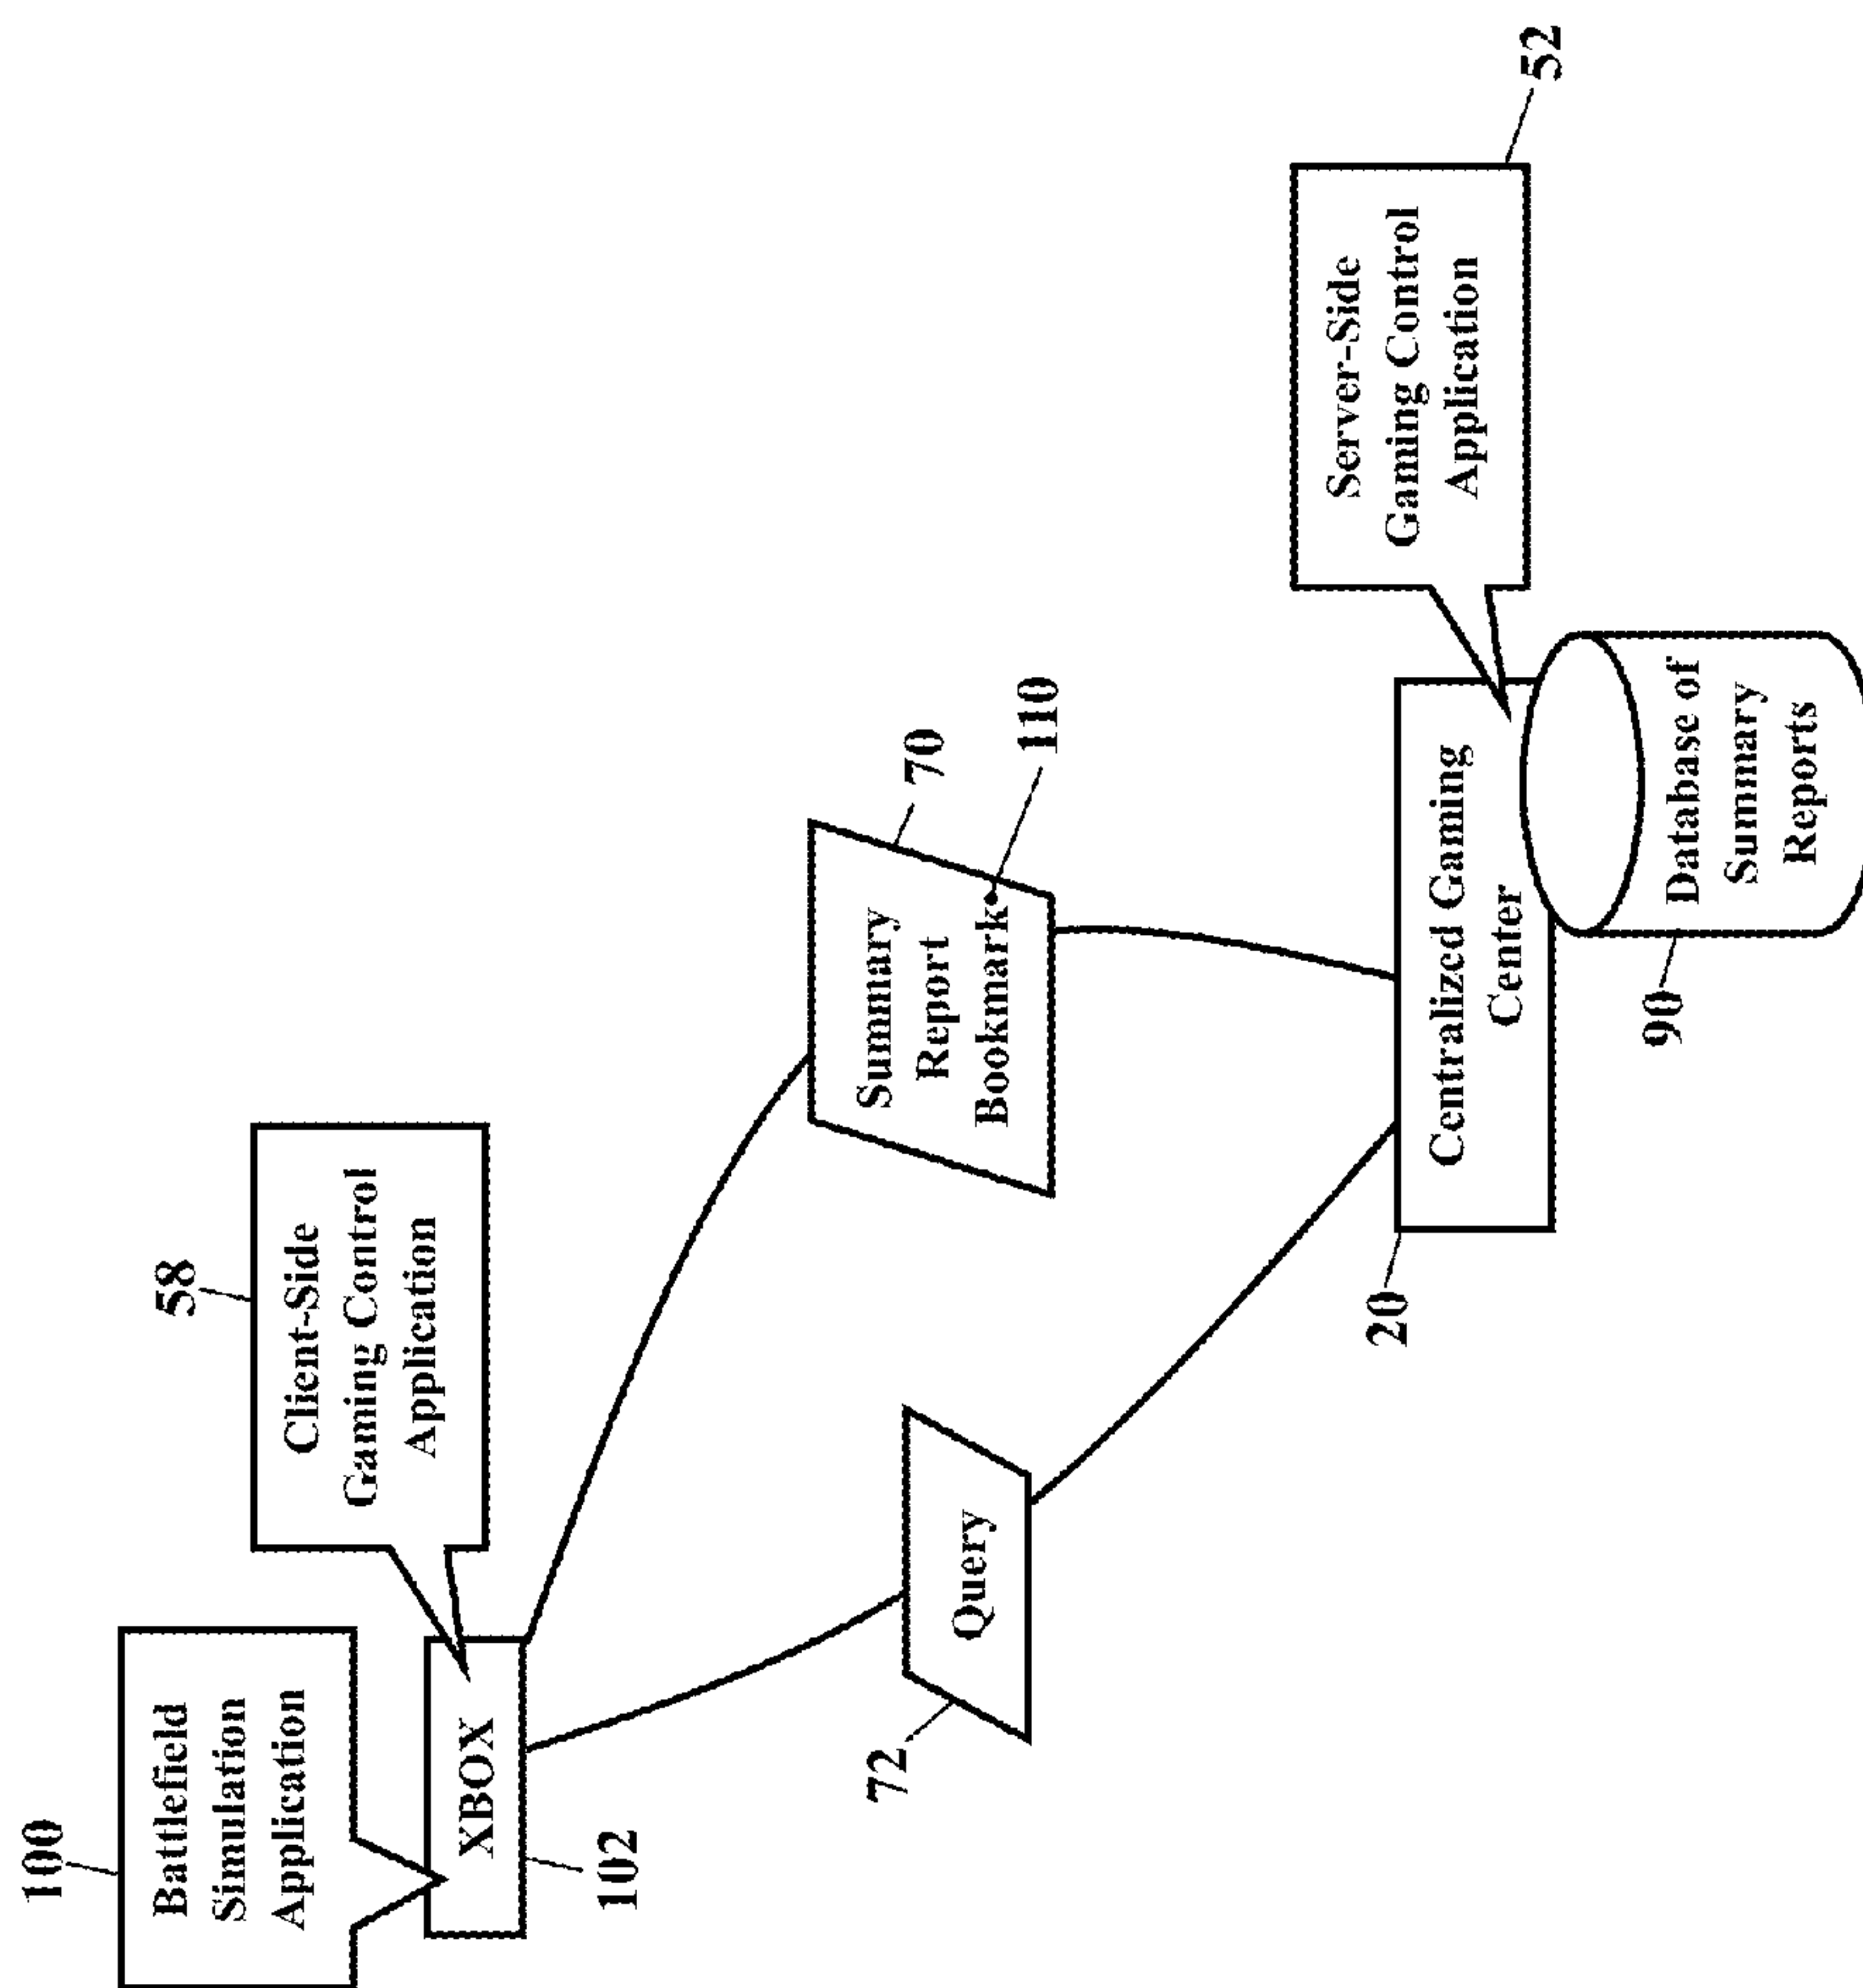 100
Battlefield
Simulation
Application
58
Client-Side
Gaming Control
Application
XBOX
102
70
Summary
Report
Bookmark
110
72
Query
52
Server-Side
Gaming Control
Application
20
Centralized Gaming
Center
90
Database of
Summary
Reports